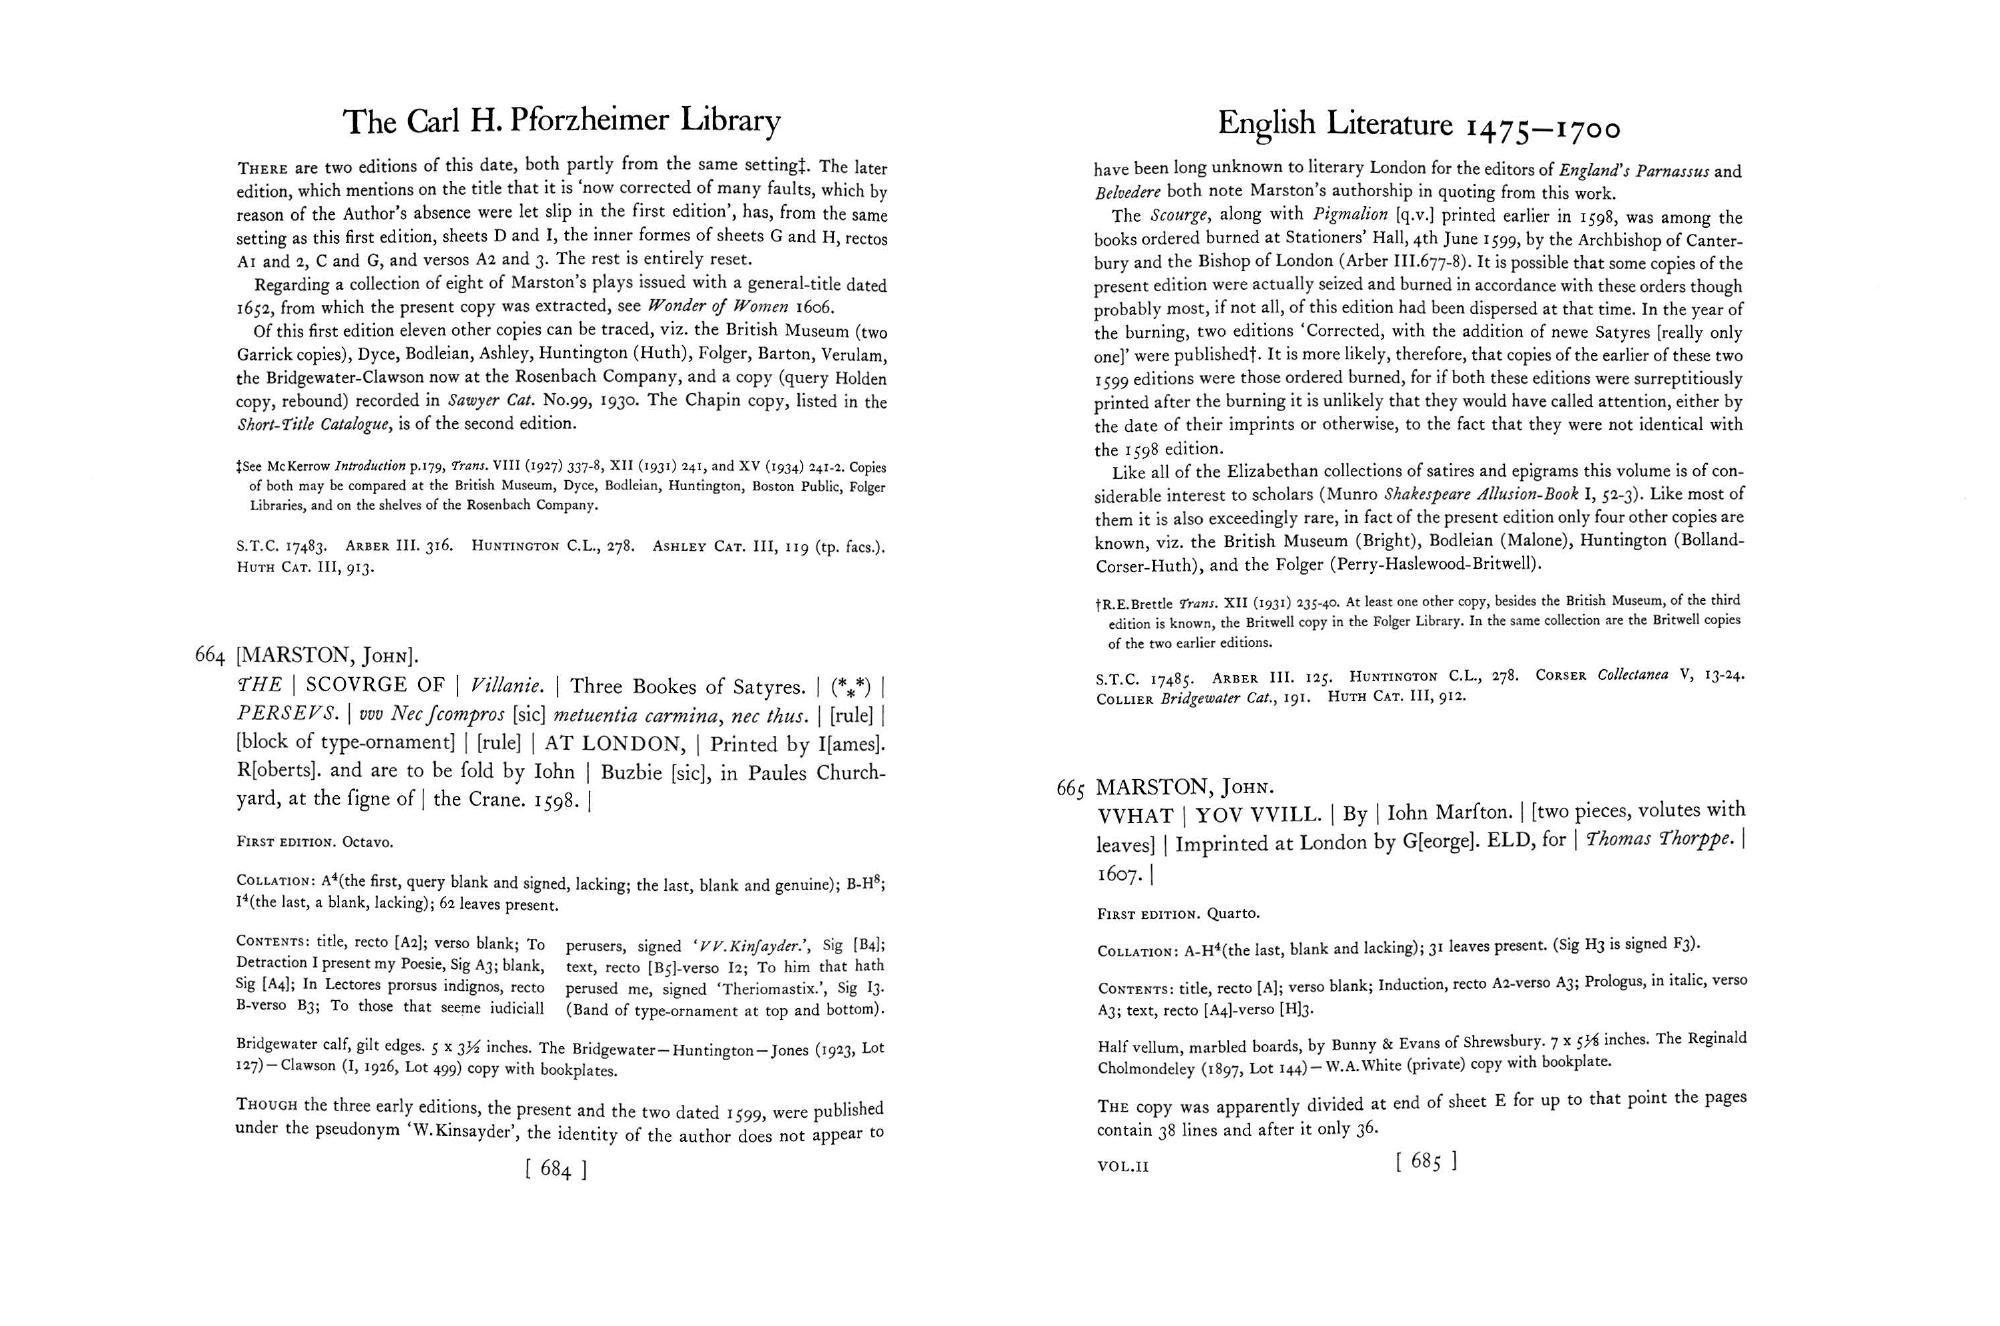 The Carl H. Pforzheimer Library
THERE are two editions of this date, both partly from the same setting‡. The later
edition, which mentions on the title that it is ‘now corrected of many faults, which by
reason of the Author’s absence were let slip in the first edition’, has, from the same
setting as this first edition, sheets D and I, the inner formes of sheets G and H, rectos
A1 and 2, C and G, and versos A2 and 3. The rest is entirely reset.
Regarding a collection of eight of Marston’s plays issued with a general-title dated
1652, from which the present copy was extracted, see Wonder of Women 1606.
Of this first edition eleven other copies can be traced, viz. the British Museum (two
Garrick copies), Dyce, Bodleian, Ashley, Huntington (Huth), Folger, Barton, Verulam,
the Bridgewater-Clawson now at the Rosenbach Company, and a copy (query Holden
copy, rebound) recorded in Sawyer Cat. No.99, 1930. The Chapin copy, listed in the
Short-Title Catalogue, is of the second edition.
‡See McKerrow Introduction p.179, Trans. VIII (1927) 337-8, XII (1931) 241, and XV (1934) 241-2. Copies
of both may be compared at the British Museum, Dyce, Bodleian, Huntington, Boston Public, Folger
Libraries, and on the shelves of the Rosenbach Company.
S.T.C. 17483. ARBER III. 316. HUNTINGTON C.L., 278. ASHLEY CAT. III, 119 (tp. facs.).
HUTH CAT. III, 913.
664 [MARSTON, JOHN].
THE | SCOVRGE OF | Villanie. | Three Bookes of Satyres. | (***) |
PERSEVS. | vvv Nec ſcompros [sic] metuentia carmina, nec thus. | [rule] |
[block of type-ornament] | [rule] | AT LONDON, | Printed by I[ames].
R[oberts]. and are to be ſold by Iohn | Buzbie [sic], in Paules Church-
yard, at the ſigne of | the Crane. 1598. |
FIRST EDITION. Octavo.
COLLATION: A⁴(the first, query blank and signed, lacking; the last, blank and genuine); B-H⁸;
I⁴(the last, a blank, lacking); 62 leaves present.
CONTENTS: title, recto [A2]; verso blank; To
Detraction I present my Poesie, Sig A3; blank,
Sig [A4]; In Lectores prorsus indignos, recto
B-verso B3; To those that seeme iudiciall
perusers, signed ‘VV.Kinſayder.’, Sig [B4];
text, recto [B5]-verso I2; To him that hath
perused me, signed ‘Theriomastix.’, Sig I3.
(Band of type-ornament at top and bottom).
Bridgewater calf, gilt edges. 5 x 3½ inches. The Bridgewater—Huntington—Jones (1923, Lot
127)—Clawson (I, 1926, Lot 499) copy with bookplates.
THOUGH the three early editions, the present and the two dated 1599, were published
under the pseudonym ‘W.Kinsayder’, the identity of the author does not appear to
[ 684 ]
English Literature 1475—1700
have been long unknown to literary London for the editors of England’s Parnassus and
Belvedere both note Marston’s authorship in quoting from this work.
The Scourge, along with Pigmalion [q.v.] printed earlier in 1598, was among the
books ordered burned at Stationers’ Hall, 4th June 1599, by the Archbishop of Canter-
bury and the Bishop of London (Arber III.677-8). It is possible that some copies of the
present edition were actually seized and burned in accordance with these orders though
probably most, if not all, of this edition had been dispersed at that time. In the year of
the burning, two editions ‘Corrected, with the addition of newe Satyres [really only
one]’ were published†. It is more likely, therefore, that copies of the earlier of these two
1599 editions were those ordered burned, for if both these editions were surreptitiously
printed after the burning it is unlikely that they would have called attention, either by
the date of their imprints or otherwise, to the fact that they were not identical with
the 1598 edition.
Like all of the Elizabethan collections of satires and epigrams this volume is of con-
siderable interest to scholars (Munro Shakespeare Allusion-Book I, 52-3). Like most of
them it is also exceedingly rare, in fact of the present edition only four other copies are
known, viz. the British Museum (Bright), Bodleian (Malone), Huntington (Bolland-
Corser-Huth), and the Folger (Perry-Haslewood-Britwell).
†R.E.Brettle Trans. XII (1931) 235-40. At least one other copy, besides the British Museum, of the third
edition is known, the Britwell copy in the Folger Library. In the same collection are the Britwell copies
of the two earlier editions.
S.T.C. 17485. ARBER III. 125. HUNTINGTON C.L., 278. CORSER Collectanea V, 13-24.
COLLIER Bridgewater Cat., 191. HUTH CAT. III, 912.
665 MARSTON, JOHN.
VVHAT | YOV VVILL. | By | Iohn Marſton. | [two pieces, volutes with
leaves] | Imprinted at London by G[eorge]. ELD, for | Thomas Thorppe. |
1607. |
FIRST EDITION. Quarto.
COLLATION: A-H⁴(the last, blank and lacking); 31 leaves present. (Sig H3 is signed F3).
CONTENTS: title, recto [A]; verso blank; Induction, recto A2-verso A3; Prologus, in italic, verso
A3; text, recto [A4]-verso [H]3.
Half vellum, marbled boards, by Bunny & Evans of Shrewsbury. 7 x 5⅛ inches. The Reginald
Cholmondeley (1897, Lot 144)—W.A.White (private) copy with bookplate.
THE copy was apparently divided at end of sheet E for up to that point the pages
contain 38 lines and after it only 36.
VOL.II
[ 685 ]